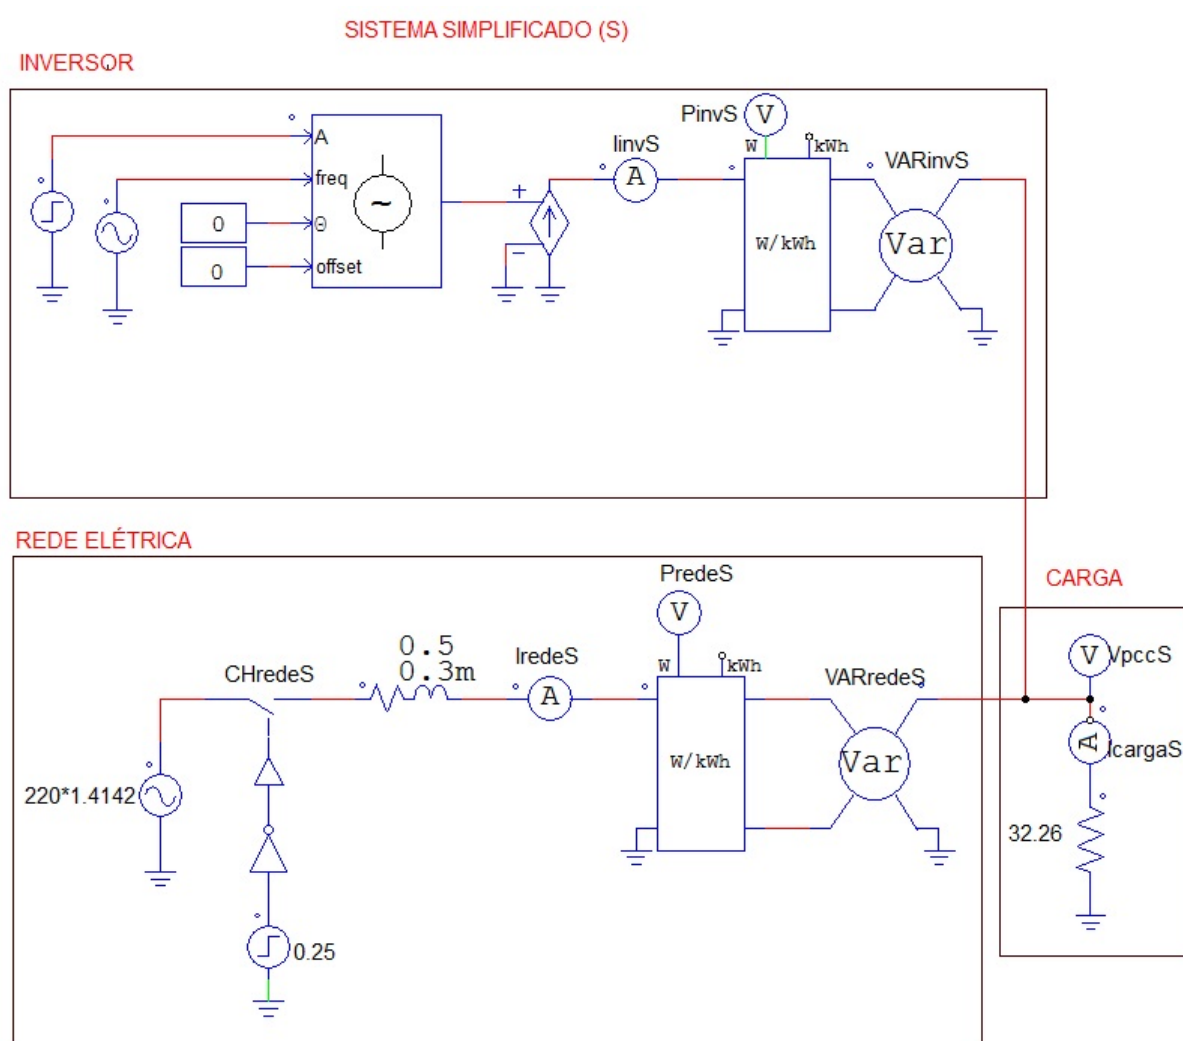 SISTEMA SIMPLIFICADO (S)
INVERSOR
A
freq
Θ
offset
0
0
~
+
−
IinvS
A
PinvS
V
W
kWh
W/kWh
VARinvS
Var
REDE ELÉTRICA
220*1.4142
CHredeS
0.25
0.5
0.3m
IredeS
A
PredeS
V
W
kWh
W/kWh
VARredeS
Var
CARGA
V
VpccS
A
IcargaS
32.26